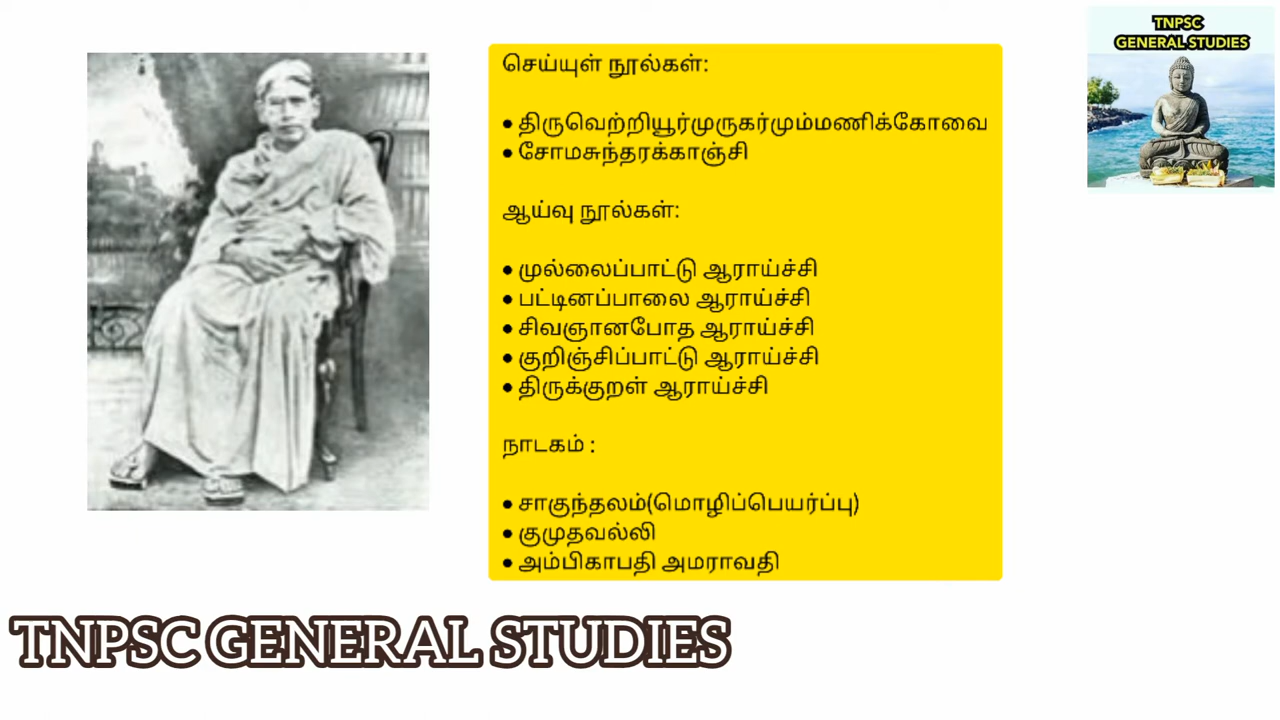 TNPSC
GENERAL STUDIES
செய்யுள் நூல்கள்:
• திருவெற்றியூர்முருகர்மும்மணிக்கோவை
• சோமசுந்தரக்காஞ்சி
ஆய்வு நூல்கள்:
• முல்லைப்பாட்டு ஆராய்ச்சி
• பட்டினப்பாலை ஆராய்ச்சி
• சிவஞானபோத ஆராய்ச்சி
• குறிஞ்சிப்பாட்டு ஆராய்ச்சி
• திருக்குறள் ஆராய்ச்சி
நாடகம் :
• சாகுந்தலம்(மொழிப்பெயர்ப்பு)
• குமுதவல்லி
• அம்பிகாபதி அமராவதி
TNPSC GENERAL STUDIES